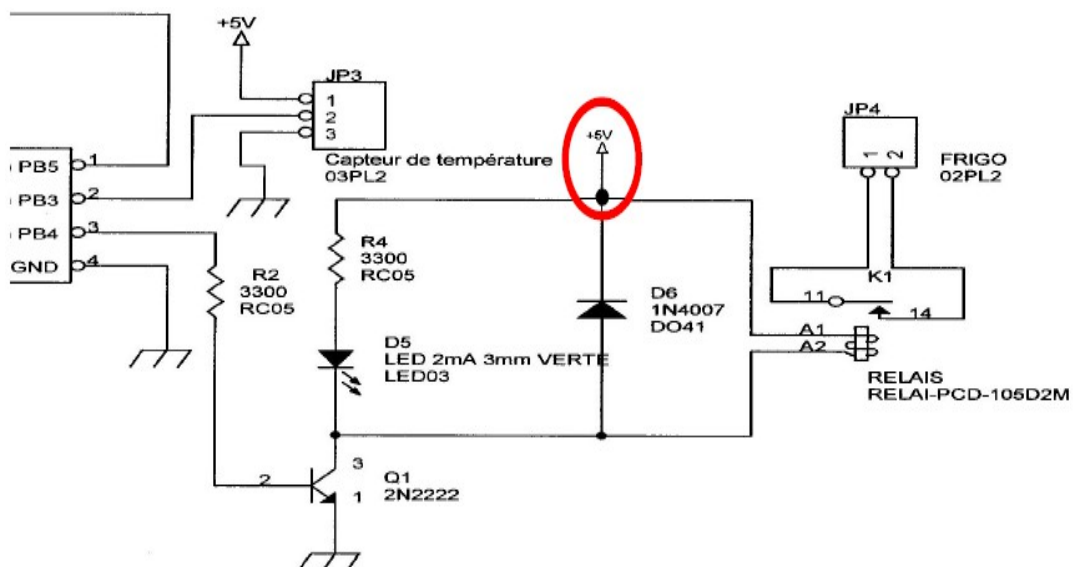 +5V
JP3
1
2
3
Capteur de température
03PL2
PB5
1
PB3
2
PB4
3
GND
4
R2
3300
RC05
R4
3300
RC05
D5
LED 2mA 3mm VERTE
LED03
+5V
D6
1N4007
DO41
JP4
1
2
FRIGO
02PL2
K1
11
14
A1
A2
RELAIS
RELAI-PCD-105D2M
2
3
1
Q1
2N2222